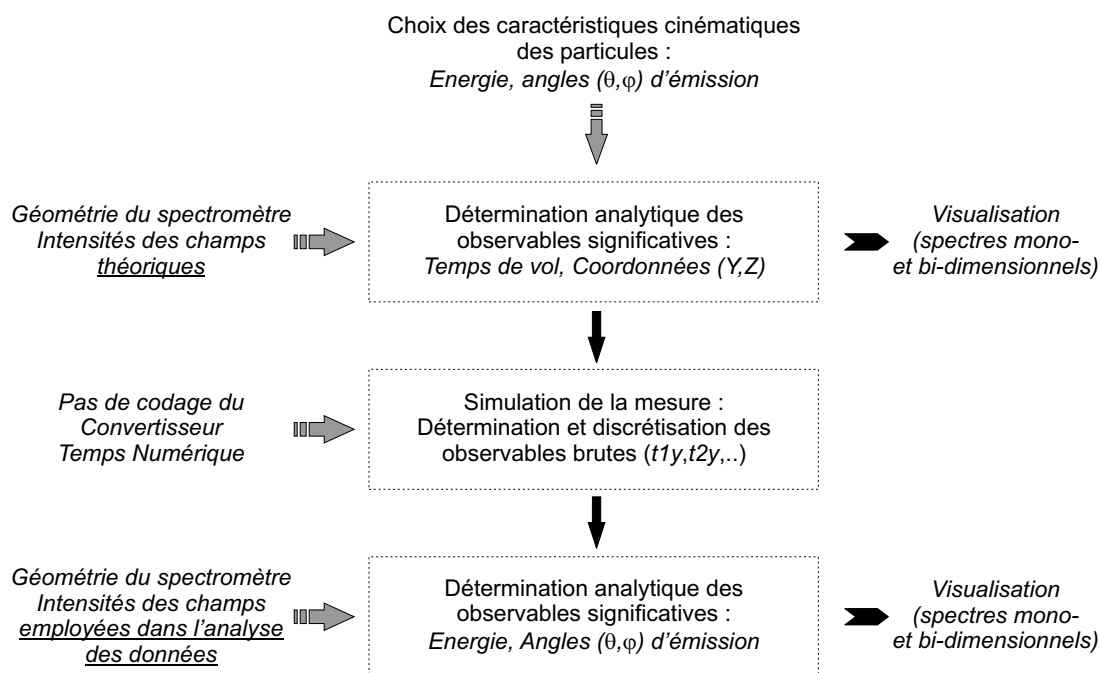 Choix des caractéristiques cinématiques
des particules :
Energie, angles (θ,φ) d'émission
Géométrie du spectromètre
Intensités des champs
théoriques
Détermination analytique des
observables significatives :
Temps de vol, Coordonnées (Y,Z)
Visualisation
(spectres mono-
et bi-dimensionnels)
Pas de codage du
Convertisseur
Temps Numérique
Simulation de la mesure :
Détermination et discrétisation des
observables brutes (t1y,t2y,..)
Géométrie du spectromètre
Intensités des champs
employées dans l'analyse
des données
Détermination analytique des
observables significatives :
Energie, Angles (θ,φ) d'émission
Visualisation
(spectres mono-
et bi-dimensionnels)